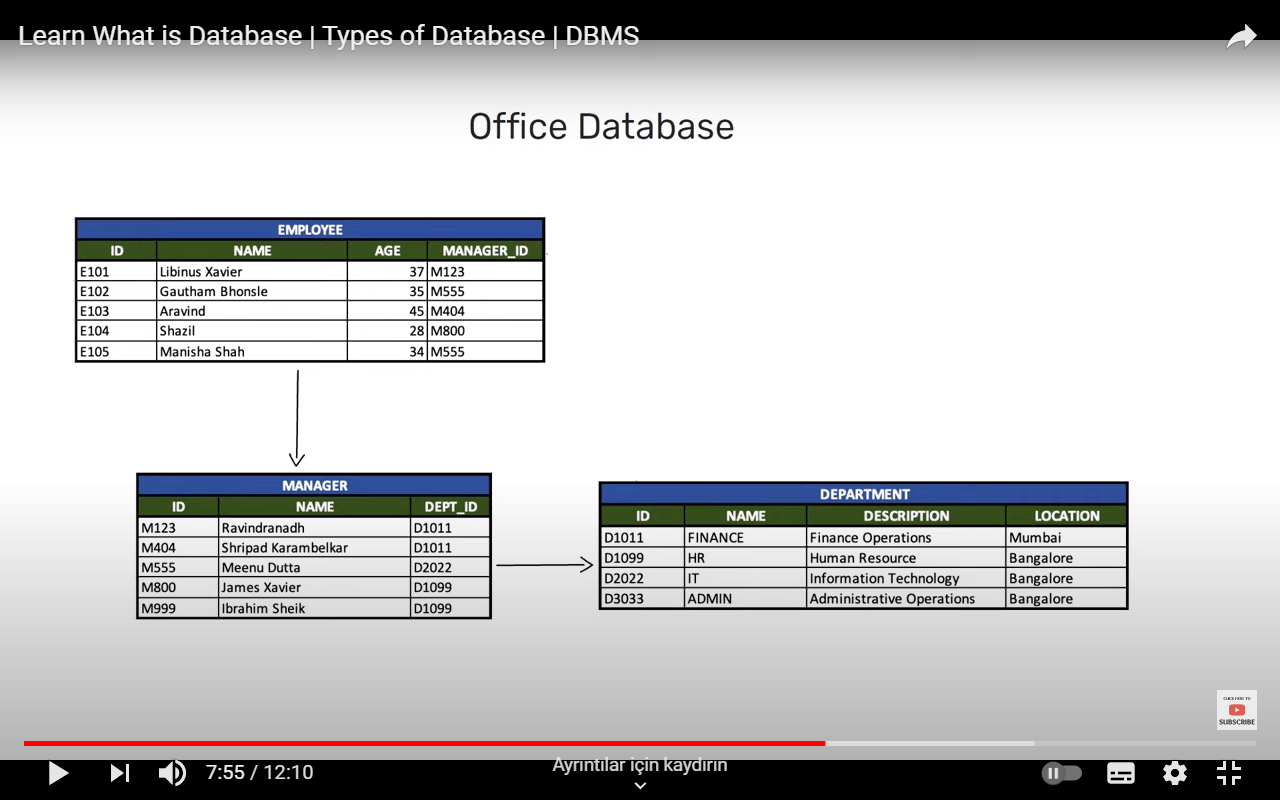 Learn What is Database | Types of Database | DBMS
Office Database
EMPLOYEE
ID NAME AGE MANAGER_ID
E101 Libinus Xavier 37 M123
E102 Gautham Bhonsle 35 M555
E103 Aravind 45 M404
E104 Shazil 28 M800
E105 Manisha Shah 34 M555
MANAGER
ID NAME DEPT_ID
M123 Ravindranadh D1011
M404 Shripad Karambelkar D1011
M555 Meenu Dutta D2022
M800 James Xavier D1099
M999 Ibrahim Sheik D1099
DEPARTMENT
ID NAME DESCRIPTION LOCATION
D1011 FINANCE Finance Operations Mumbai
D1099 HR Human Resource Bangalore
D2022 IT Information Technology Bangalore
D3033 ADMIN Administrative Operations Bangalore
CLICK HERE TO
SUBSCRIBE
7:55 / 12:10
Ayrıntılar için kaydırın